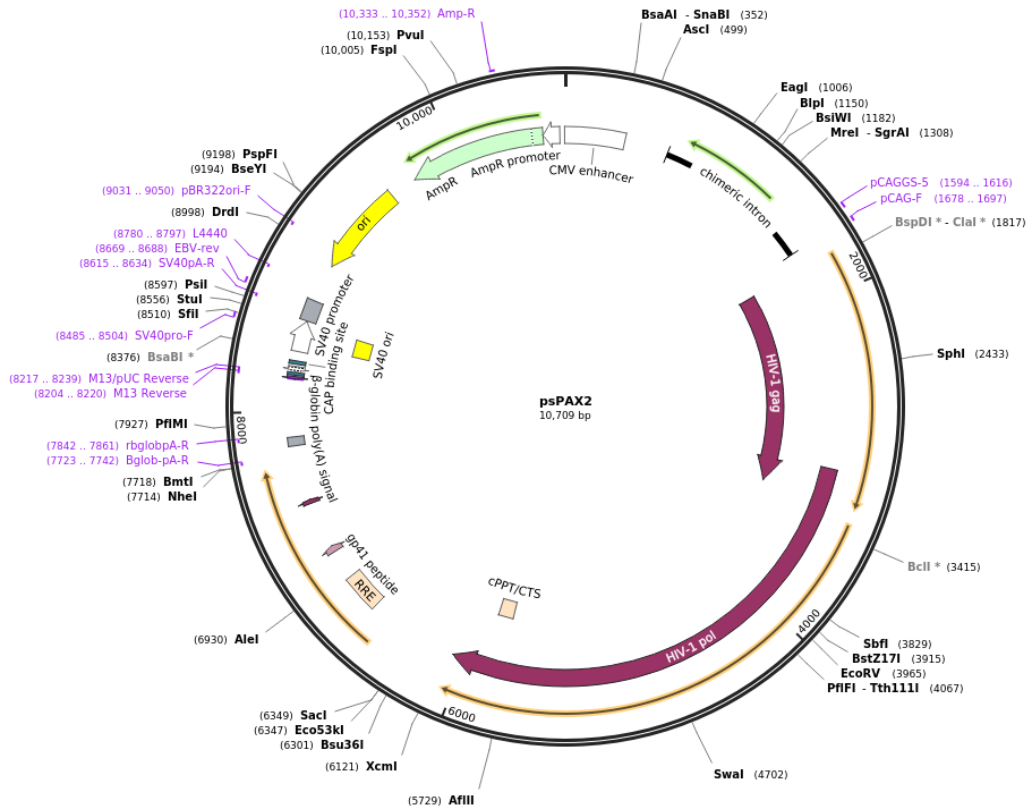 (10,333 .. 10,352) Amp-R
(10,153) PvuI
(10,005) FspI
BsaAI - SnaBI (352)
AscI (499)
EagI (1006)
BlpI (1150)
BsiWI (1182)
MreI - SgrAI (1308)
pCAGGS-5 (1594 .. 1616)
pCAG-F (1678 .. 1697)
BspDI * - ClaI * (1817)
SphI (2433)
BclI * (3415)
SbfI (3829)
BstZ17I (3915)
EcoRV (3965)
PflFI - Tth111I (4067)
SwaI (4702)
AflII (5729)
XcmI (6121)
Bsu36I (6301)
Eco53kI (6347)
SacI (6349)
(9198) PspFI
(9194) BseYI
(9031 .. 9050) pBR322ori-F
(8998) DrdI
(8780 .. 8797) L4440
(8669 .. 8688) EBV-rev
(8615 .. 8634) SV40pA-R
(8597) PsiI
(8556) StuI
(8510) SfiI
(8485 .. 8504) SV40pro-F
(8376) BsaBI *
(8217 .. 8239) M13/pUC Reverse
(8204 .. 8220) M13 Reverse
(7927) PflMI
(7842 .. 7861) rbglobpA-R
(7723 .. 7742) Bglob-pA-R
(7718) BmtI
(7714) NheI
(6930) AleI
10,000
2000
4000
6000
8000
AmpR
AmpR promoter
CMV enhancer
chimeric intron
ori
SV40 promoter
CAP binding site
β-globin poly(A) signal
SV40 ori
gp41 peptide
RRE
cPPT/CTS
HIV-1 gag
HIV-1 pol
psPAX2
10,709 bp